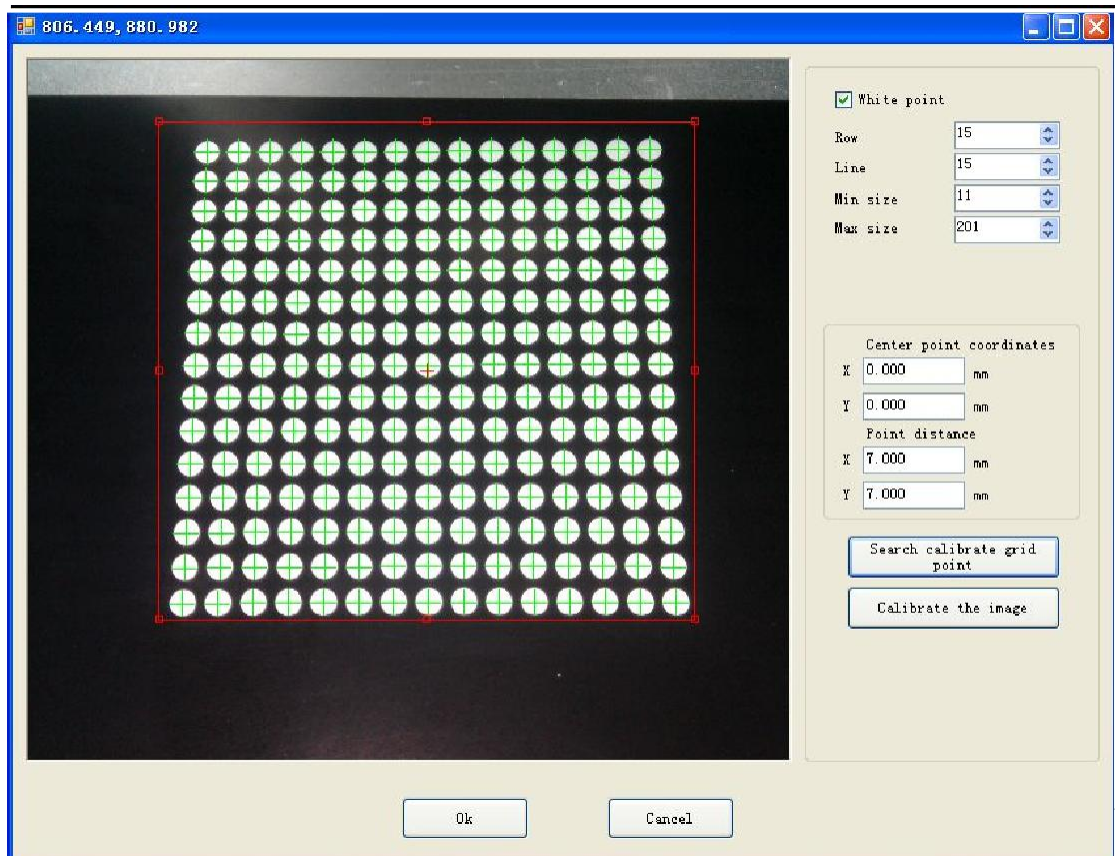 806.449, 880.982
White point
Row 15
Line 15
Min size 11
Max size 201
Center point coordinates
X 0.000 mm
Y 0.000 mm
Point distance
X 7.000 mm
Y 7.000 mm
Search calibrate grid
point
Calibrate the image
Ok Cancel